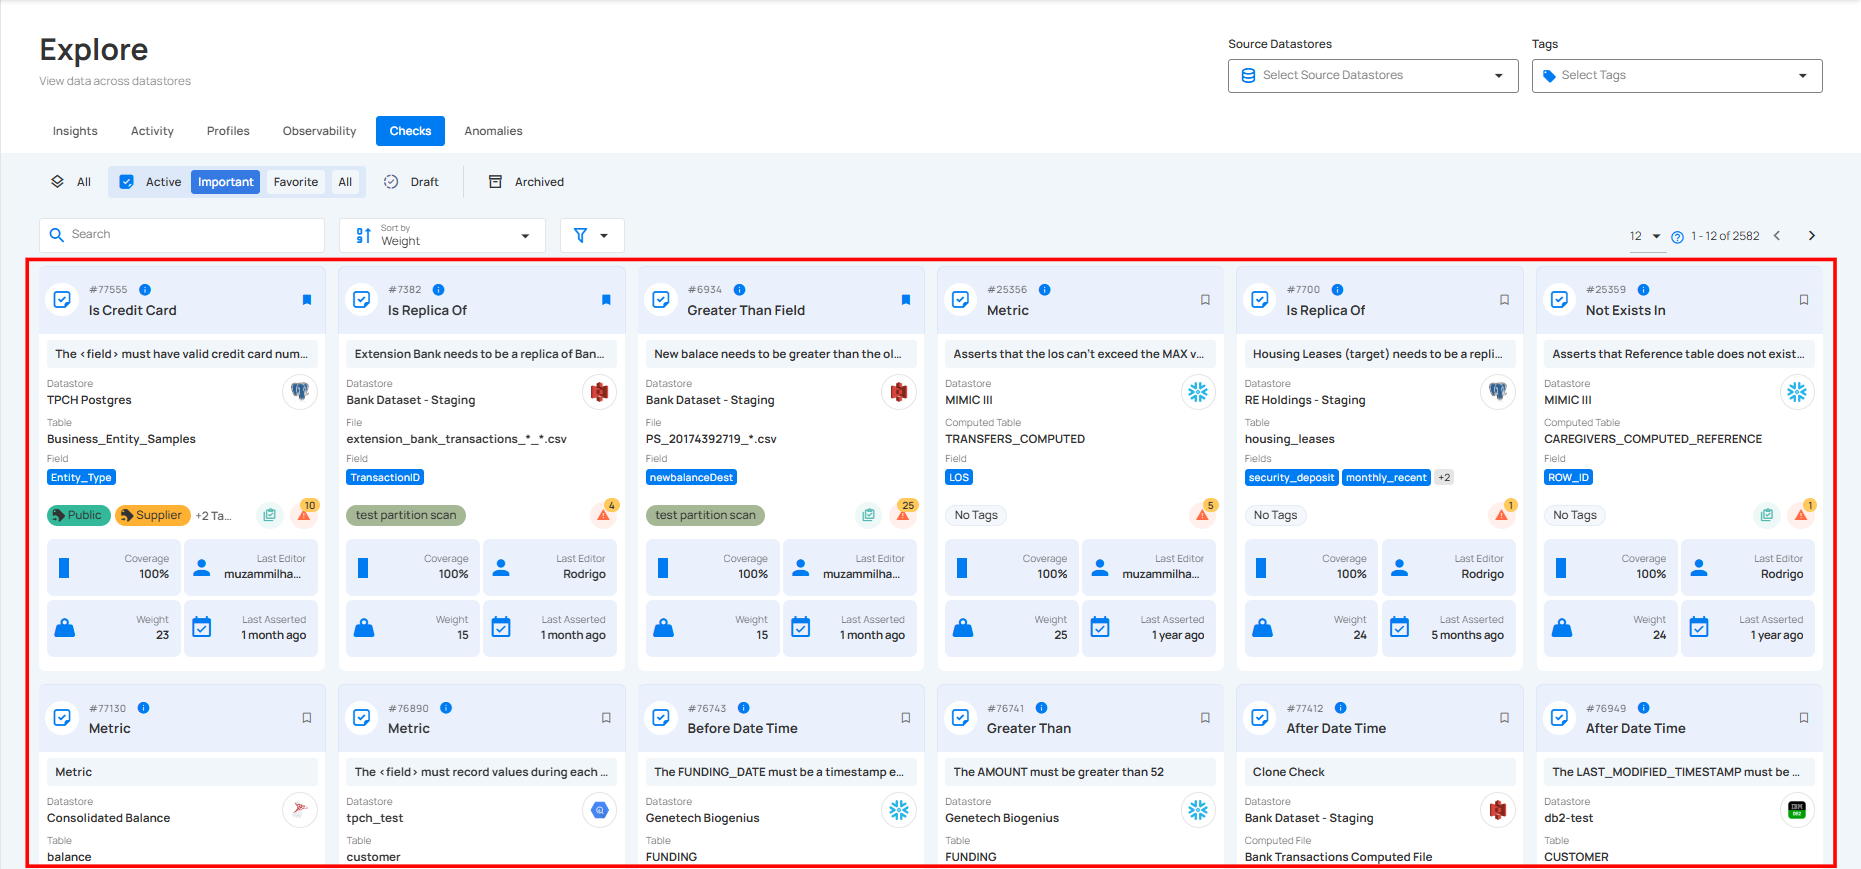 Explore
View data across datastores
Source Datastores
Select Source Datastores
Tags
Select Tags
Insights
Activity
Profiles
Observability
Checks
Anomalies
All
Active
Important
Favorite
All
Draft
Archived
Search
Sort by
Weight
12
1 - 12 of 2582
#77555
Is Credit Card
The <field> must have valid credit card num...
Datastore
TPCH Postgres
Table
Business_Entity_Samples
Field
Entity_Type
Public
Supplier
+2 Ta...
10
Coverage
100%
Last Editor
muzammilha...
Weight
23
Last Asserted
1 month ago
#7382
Is Replica Of
Extension Bank needs to be a replica of Ban...
Datastore
Bank Dataset - Staging
File
extension_bank_transactions_*_*.csv
Field
TransactionID
test partition scan
4
Coverage
100%
Last Editor
Rodrigo
Weight
15
Last Asserted
1 month ago
#6934
Greater Than Field
New balace needs to be greater than the ol...
Datastore
Bank Dataset - Staging
File
PS_20174392719_*.csv
Field
newbalanceDest
test partition scan
25
Coverage
100%
Last Editor
muzammilha...
Weight
15
Last Asserted
1 month ago
#25356
Metric
Asserts that the los can't exceed the MAX v...
Datastore
MIMIC III
Computed Table
TRANSFERS_COMPUTED
Field
LOS
No Tags
5
Coverage
100%
Last Editor
muzammilha...
Weight
25
Last Asserted
1 year ago
#7700
Is Replica Of
Housing Leases (target) needs to be a repli...
Datastore
RE Holdings - Staging
Table
housing_leases
Fields
security_deposit
monthly_recent
+2
No Tags
1
Coverage
100%
Last Editor
Rodrigo
Weight
24
Last Asserted
5 months ago
#25359
Not Exists In
Asserts that Reference table does not exist...
Datastore
MIMIC III
Computed Table
CAREGIVERS_COMPUTED_REFERENCE
Field
ROW_ID
No Tags
1
Coverage
100%
Last Editor
Rodrigo
Weight
24
Last Asserted
1 year ago
#77130
Metric
Metric
Datastore
Consolidated Balance
Table
balance
#76890
Metric
The <field> must record values during each ...
Datastore
tpch_test
Table
customer
#76743
Before Date Time
The FUNDING_DATE must be a timestamp e...
Datastore
Genetech Biogenius
Table
FUNDING
#76741
Greater Than
The AMOUNT must be greater than 52
Datastore
Genetech Biogenius
Table
FUNDING
#77412
After Date Time
Clone Check
Datastore
Bank Dataset - Staging
Computed File
Bank Transactions Computed File
#76949
After Date Time
The LAST_MODIFIED_TIMESTAMP must be ...
Datastore
db2-test
IBM
DB2
Table
CUSTOMER